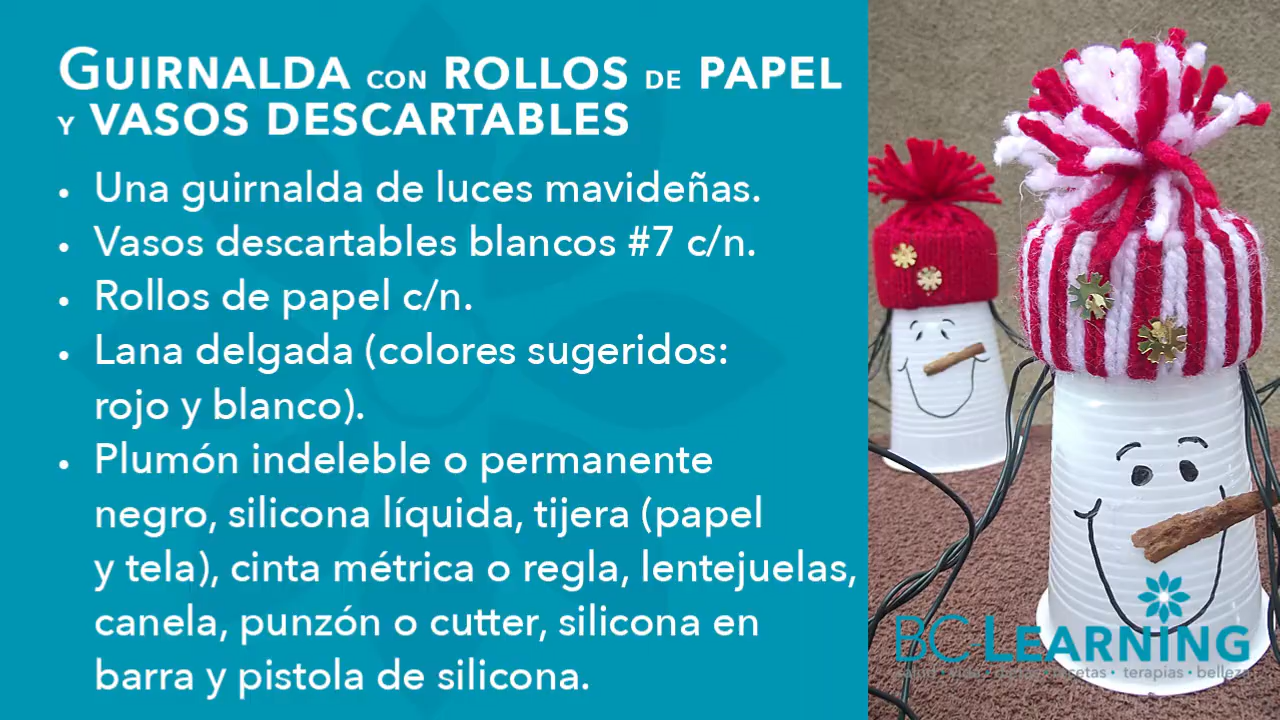 GUIRNALDA CON ROLLOS DE PAPEL
Y VASOS DESCARTABLES
• Una guirnalda de luces mavideñas.
• Vasos descartables blancos #7 c/n.
• Rollos de papel c/n.
• Lana delgada (colores sugeridos:
rojo y blanco).
• Plumón indeleble o permanente
negro, silicona líquida, tijera (papel
y tela), cinta métrica o regla, lentejuelas,
canela, punzón o cutter, silicona en
barra y pistola de silicona.
BC·LEARNING
• terapias • belleza